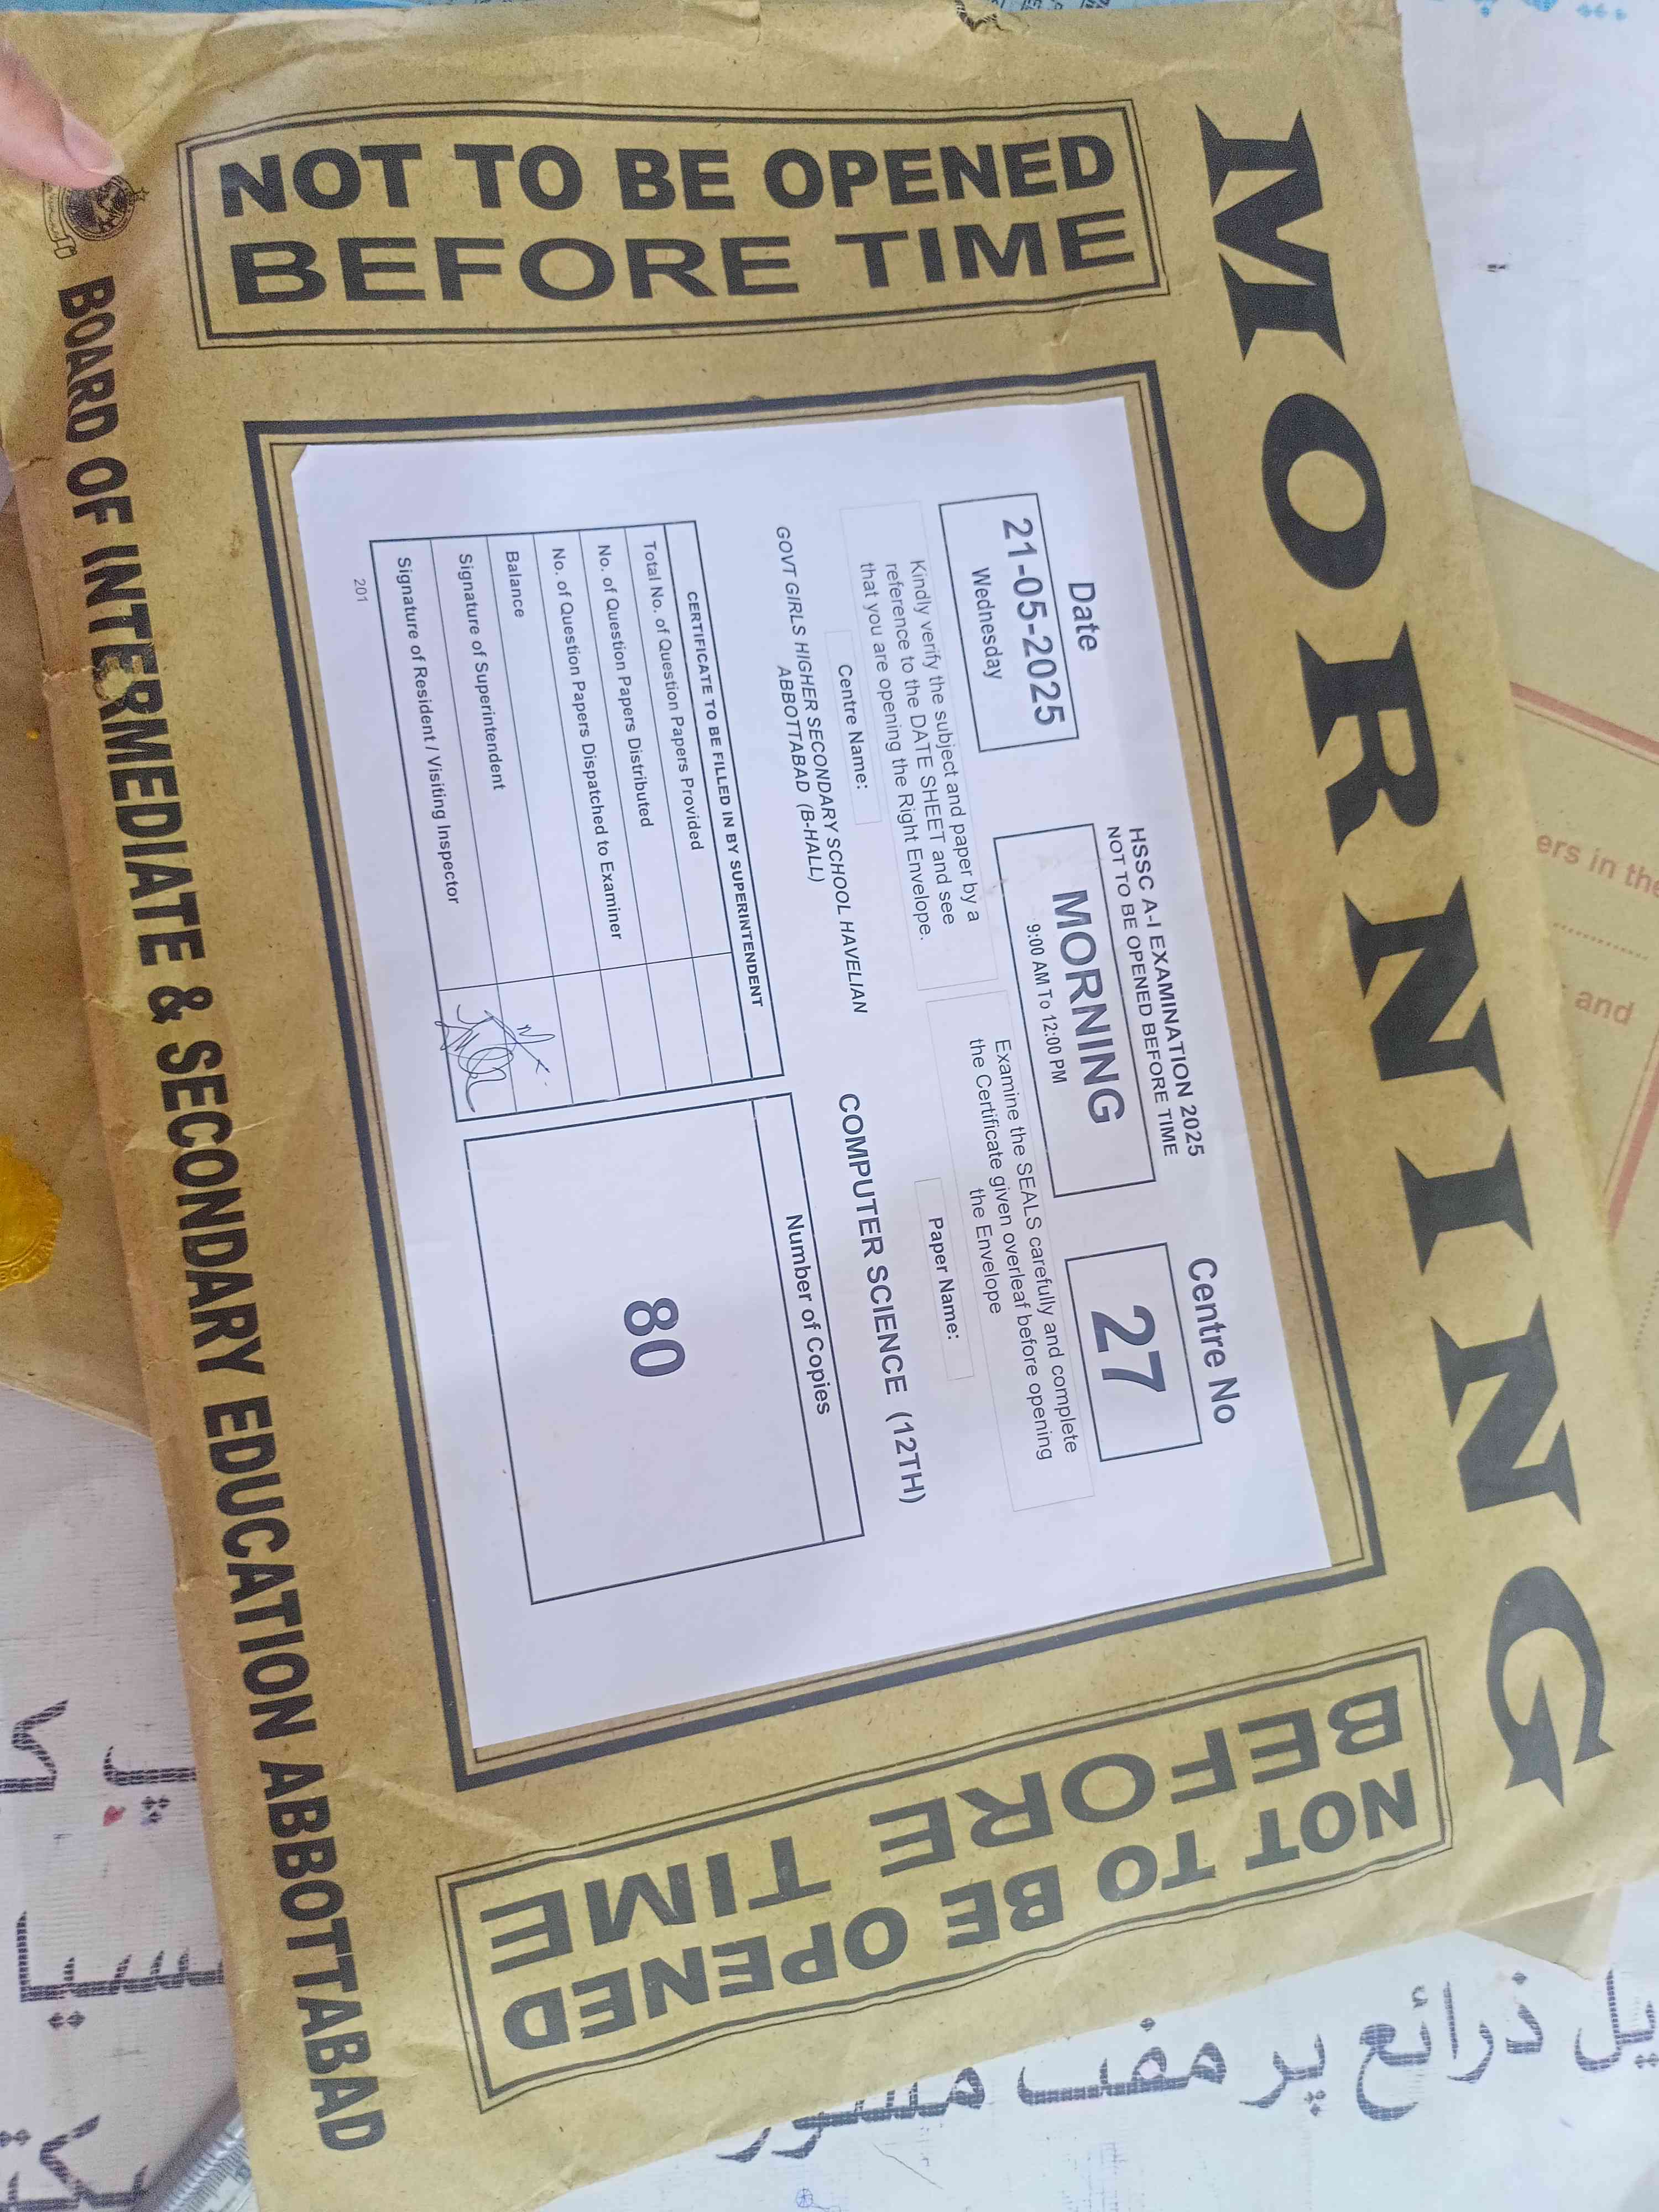 MORNING
NOT TO BE OPENED
BEFORE TIME
HSSC A-I EXAMINATION 2025
NOT TO BE OPENED BEFORE TIME
Date
21-05-2025
Wednesday
MORNING
9:00 AM To 12:00 PM
Centre No
27
Kindly verify the subject and paper by a
reference to the DATE SHEET and see
that you are opening the Right Envelope.
Examine the SEALS carefully and complete
the Certificate given overleaf before opening
the Envelope
Centre Name:
GOVT GIRLS HIGHER SECONDARY SCHOOL HAVELIAN
ABBOTTABAD (B-HALL)
Paper Name:
COMPUTER SCIENCE (12TH)
CERTIFICATE TO BE FILLED IN BY SUPERINTENDENT
Total No. of Question Papers Provided
No. of Question Papers Distributed
No. of Question Papers Dispatched to Examiner
Balance
Signature of Superintendent
Signature of Resident / Visiting Inspector
Number of Copies
80
201
NOT TO BE OPENED
BEFORE TIME
BOARD OF INTERMEDIATE & SECONDARY EDUCATION ABBOTTABAD
ers in the
and
ذرائع پر مفت